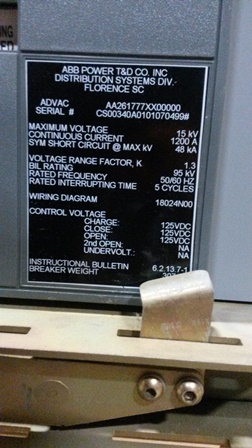 ABB POWER T&D CO. INC
DISTRIBUTION SYSTEMS DIV.-
FLORENCE SC
ADVAC AA261777XX00000
SERIAL # CS00340A0101070499#
MAXIMUM VOLTAGE 15 kV
CONTINUOUS CURRENT 1200 A
SYM SHORT CIRCUIT @ MAX kV 48 kA
VOLTAGE RANGE FACTOR, K 1.3
BIL RATING 95 kV
RATED FREQUENCY 50/60 HZ
RATED INTERRUPTING TIME 5 CYCLES
WIRING DIAGRAM 18024N00
CONTROL VOLTAGE
CHARGE: 125VDC
CLOSE: 125VDC
OPEN: 125VDC
2nd OPEN: NA
UNDERVOLT.: NA
INSTRUCTIONAL BULLETIN 6.2.13.7-1
BREAKER WEIGHT